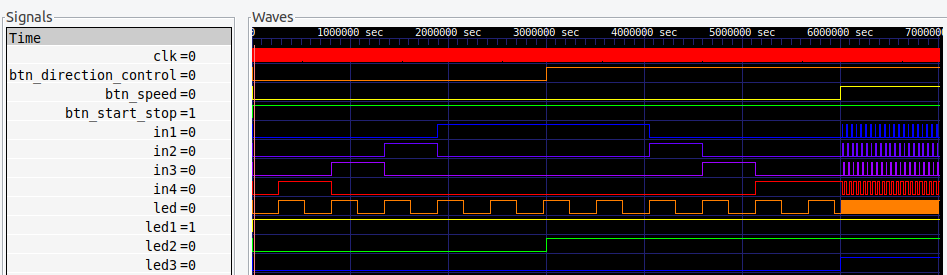 Signals
Waves
Time
0 1000000 sec 2000000 sec 3000000 sec 4000000 sec 5000000 sec 6000000 sec 7000000
clk=0
btn_direction_control=0
btn_speed=0
btn_start_stop=1
in1=0
in2=0
in3=0
in4=0
led=0
led1=1
led2=0
led3=0